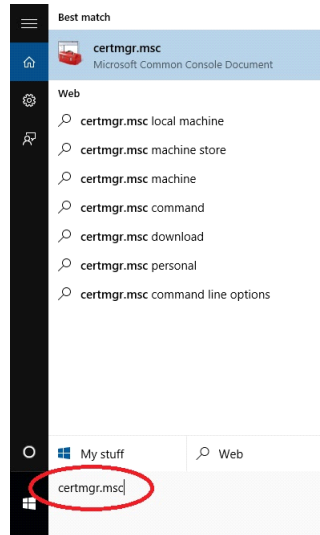 Best match
certmgr.msc
Microsoft Common Console Document
Web
certmgr.msc local machine
certmgr.msc machine store
certmgr.msc machine
certmgr.msc command
certmgr.msc download
certmgr.msc personal
certmgr.msc command line options
My stuff
Web
certmgr.msc